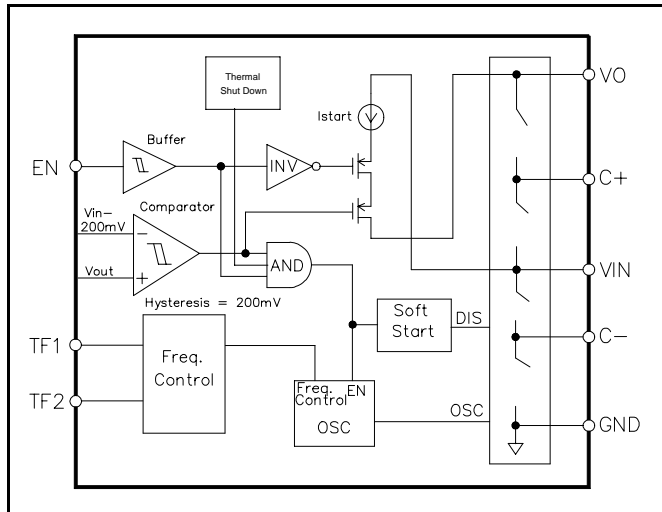 Thermal
Shut Down
VO
Istart
Buffer
EN
INV
C+
Vin-
200mV
Comparator
-
+
Vout
AND
VIN
Hysteresis = 200mV
Soft
Start
DIS
C-
TF1
Freq.
Control
TF2
Freq.
Control
EN
OSC
OSC
GND